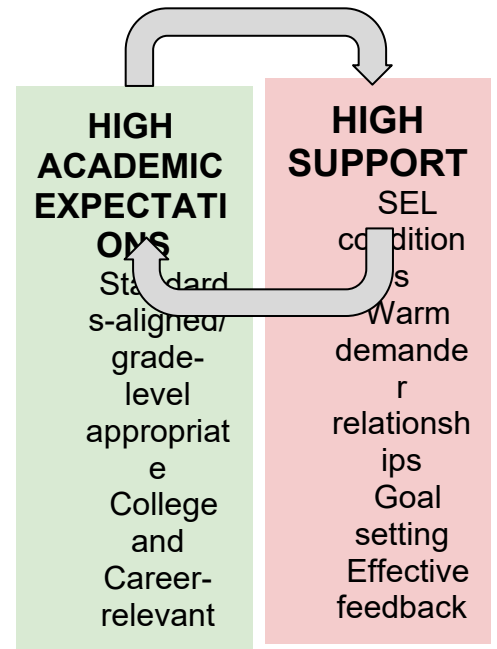 HIGH
ACADEMIC
EXPECTATI
ONS
Standard
s-aligned/
grade-
level
appropriat
e
College
and
Career-
relevant
HIGH
SUPPORT
SEL
condition
s
Warm
demande
r
relationsh
ips
Goal
setting
Effective
feedback